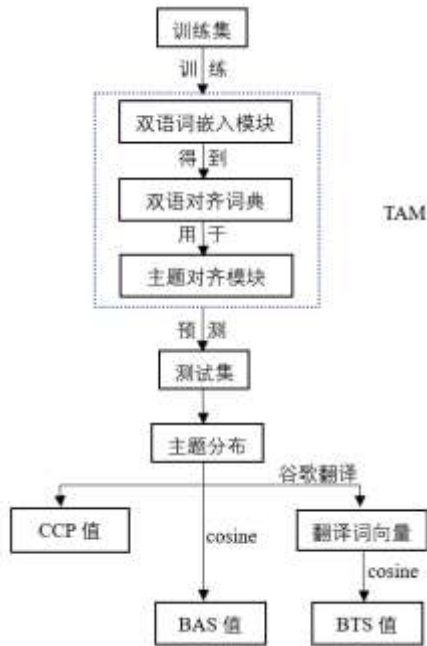 训练集
训 练
双语词嵌入模块
得 到
双语对齐词典
TAM
用 于
主题对齐模块
预 测
测试集
主题分布
谷歌翻译
CCP 值
cosine
翻译词向量
cosine
BAS 值
BTS 值